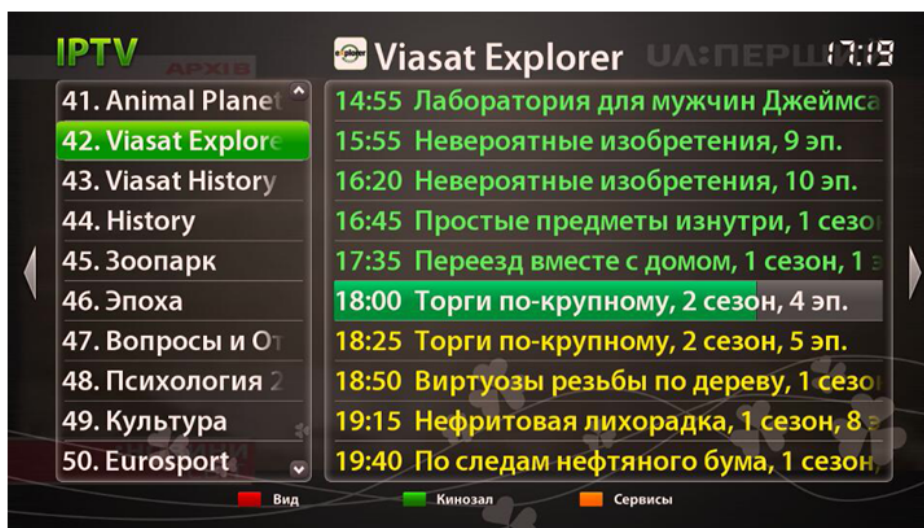 IPTV
АРХІВ
Viasat Explorer
UA:ПЕРШИЙ
17:19
41. Animal Planet
42. Viasat Explore
43. Viasat History
44. History
45. Зоопарк
46. Эпоха
47. Вопросы и От
48. Психология 2
49. Культура
50. Eurosport
14:55 Лаборатория для мужчин Джеймса
15:55 Невероятные изобретения, 9 эп.
16:20 Невероятные изобретения, 10 эп.
16:45 Простые предметы изнутри, 1 сезо
17:35 Переезд вместе с домом, 1 сезон, 1 э
18:00 Торги по-крупному, 2 сезон, 4 эп.
18:25 Торги по-крупному, 2 сезон, 5 эп.
18:50 Виртуозы резьбы по дереву, 1 сезо
19:15 Нефритовая лихорадка, 1 сезон, 8 э
19:40 По следам нефтяного бума, 1 сезон,
Вид
Кинозал
Сервисы